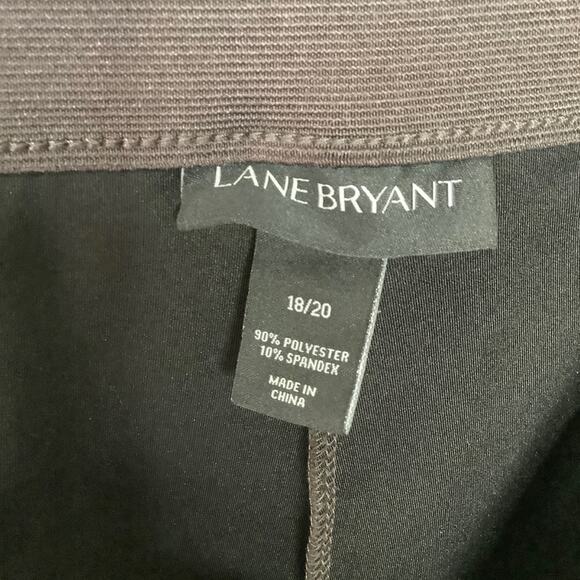 LANE BRYANT
18/20
90% POLYESTER
10% SPANDEX
MADE IN
CHINA